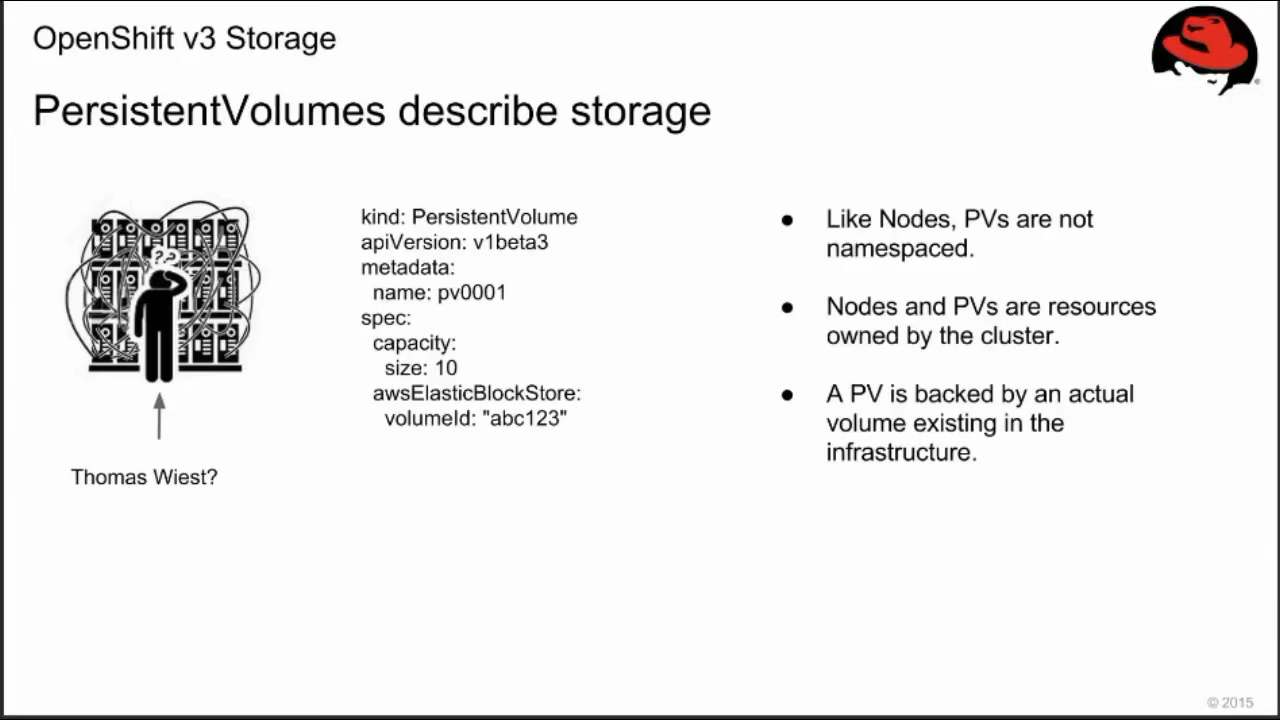 OpenShift v3 Storage
PersistentVolumes describe storage
??
Thomas Wiest?
kind: PersistentVolume
apiVersion: v1beta3
metadata:
  name: pv0001
spec:
  capacity:
    size: 10
  awsElasticBlockStore:
    volumeId: "abc123"
● Like Nodes, PVs are not
namespaced.
● Nodes and PVs are resources
owned by the cluster.
● A PV is backed by an actual
volume existing in the
infrastructure.
© 2015